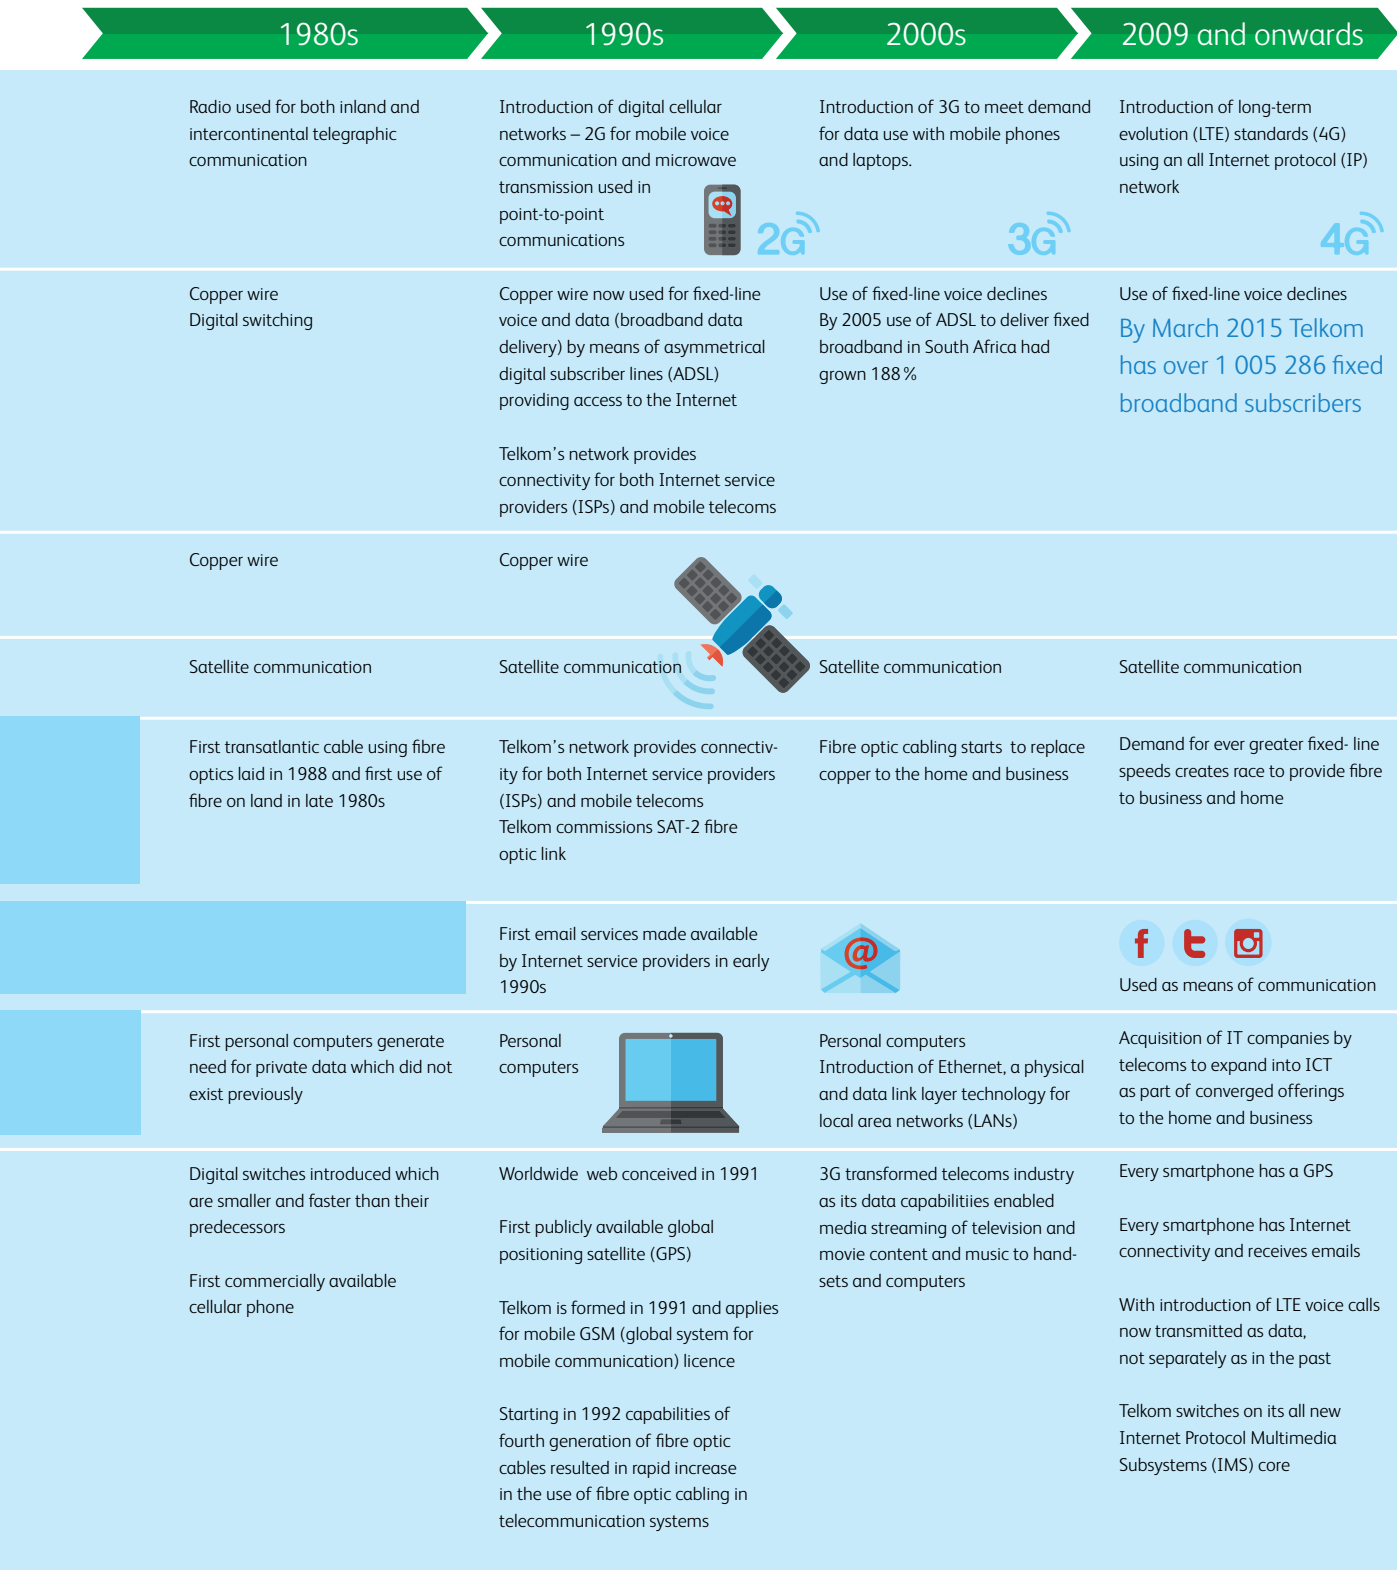 1980s
1990s
2000s
2009 and onwards
Radio used for both inland and
intercontinental telegraphic
communication
Introduction of digital cellular
networks – 2G for mobile voice
communication and microwave
transmission used in
point-to-point
communications
2G
Introduction of 3G to meet demand
for data use with mobile phones
and laptops.
3G
Introduction of long-term
evolution (LTE) standards (4G)
using an all Internet protocol (IP)
network
4G
Copper wire
Digital switching
Copper wire now used for fixed-line
voice and data (broadband data
delivery) by means of asymmetrical
digital subscriber lines (ADSL)
providing access to the Internet
Telkom's network provides
connectivity for both Internet service
providers (ISPs) and mobile telecoms
Use of fixed-line voice declines
By 2005 use of ADSL to deliver fixed
broadband in South Africa had
grown 188%
Use of fixed-line voice declines
By March 2015 Telkom
has over 1 005 286 fixed
broadband subscribers
Copper wire
Copper wire
Satellite communication
Satellite communication
Satellite communication
Satellite communication
First transatlantic cable using fibre
optics laid in 1988 and first use of
fibre on land in late 1980s
Telkom's network provides connectiv-
ity for both Internet service providers
(ISPs) and mobile telecoms
Telkom commissions SAT-2 fibre
optic link
Fibre optic cabling starts to replace
copper to the home and business
Demand for ever greater fixed- line
speeds creates race to provide fibre
to business and home
First email services made available
by Internet service providers in early
1990s
@
f t
Used as means of communication
First personal computers generate
need for private data which did not
exist previously
Personal
computers
Personal computers
Introduction of Ethernet, a physical
and data link layer technology for
local area networks (LANs)
Acquisition of IT companies by
telecoms to expand into ICT
as part of converged offerings
to the home and business
Digital switches introduced which
are smaller and faster than their
predecessors
First commercially available
cellular phone
Worldwide web conceived in 1991
First publicly available global
positioning satellite (GPS)
Telkom is formed in 1991 and applies
for mobile GSM (global system for
mobile communication) licence
Starting in 1992 capabilities of
fourth generation of fibre optic
cables resulted in rapid increase
in the use of fibre optic cabling in
telecommunication systems
3G transformed telecoms industry
as its data capabilitiies enabled
media streaming of television and
movie content and music to hand-
sets and computers
Every smartphone has a GPS
Every smartphone has Internet
connectivity and receives emails
With introduction of LTE voice calls
now transmitted as data,
not separately as in the past
Telkom switches on its all new
Internet Protocol Multimedia
Subsystems (IMS) core